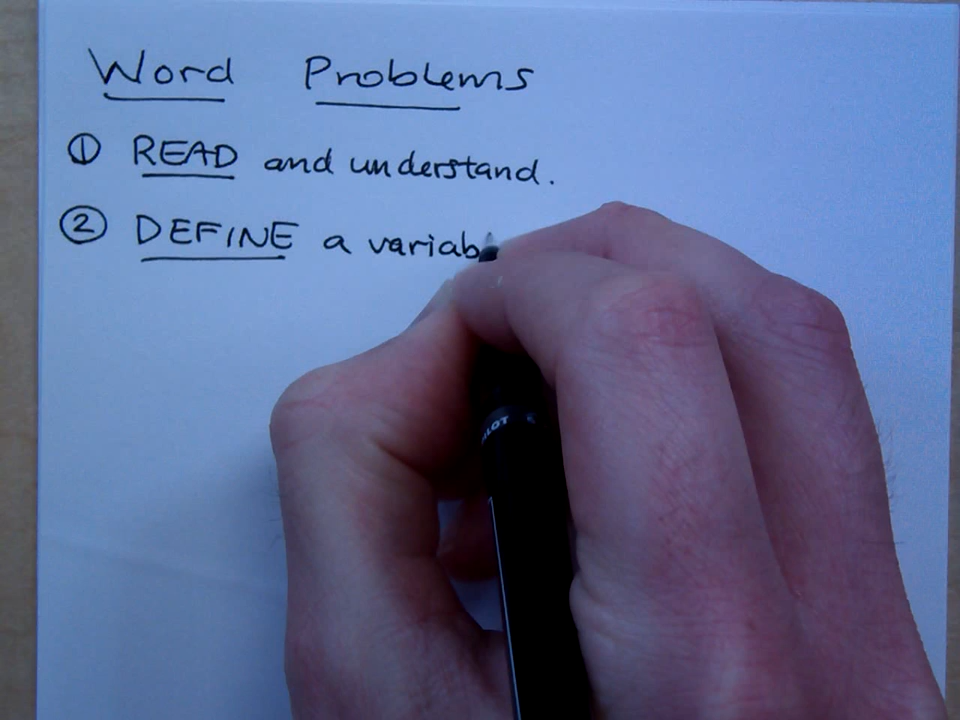 Word Problems
① READ and understand.
② DEFINE a variab